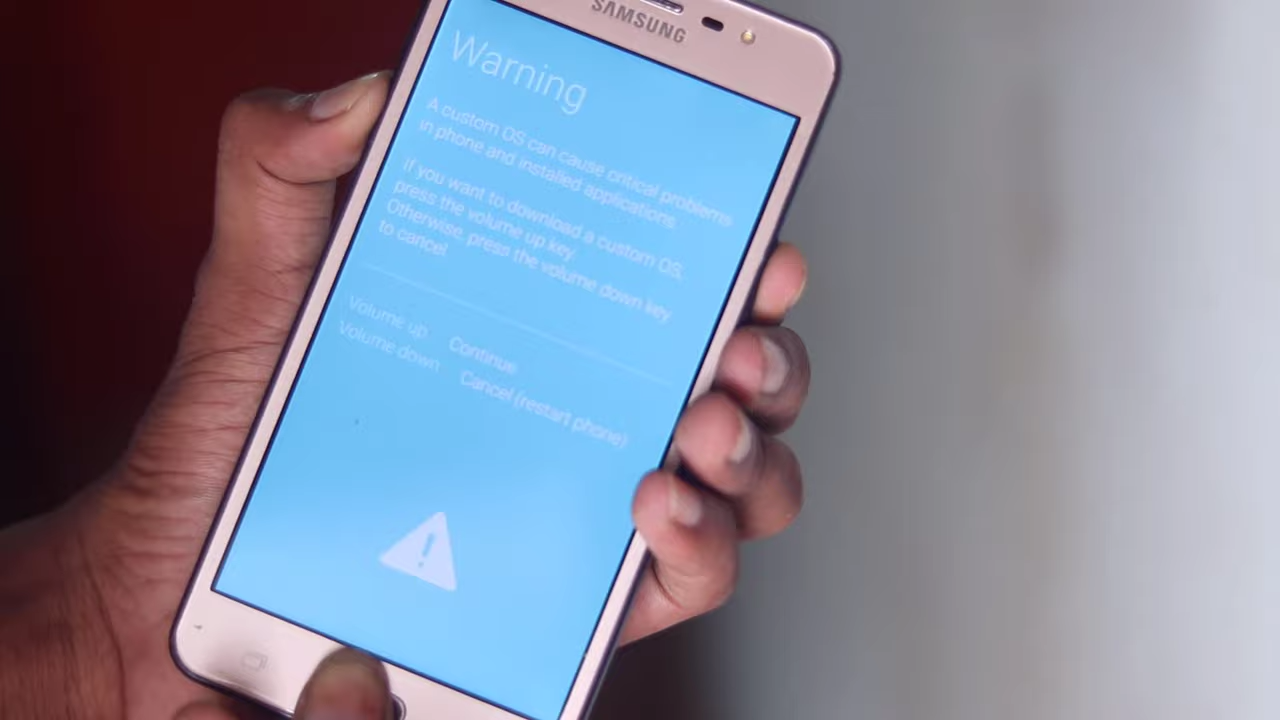 SAMSUNG
Warning
A custom OS can cause critical problems
in phone and installed applications.
If you want to download a custom OS,
press the volume up key.
Otherwise, press the volume down key
to cancel.
Volume up Continue
Volume down Cancel (restart phone)